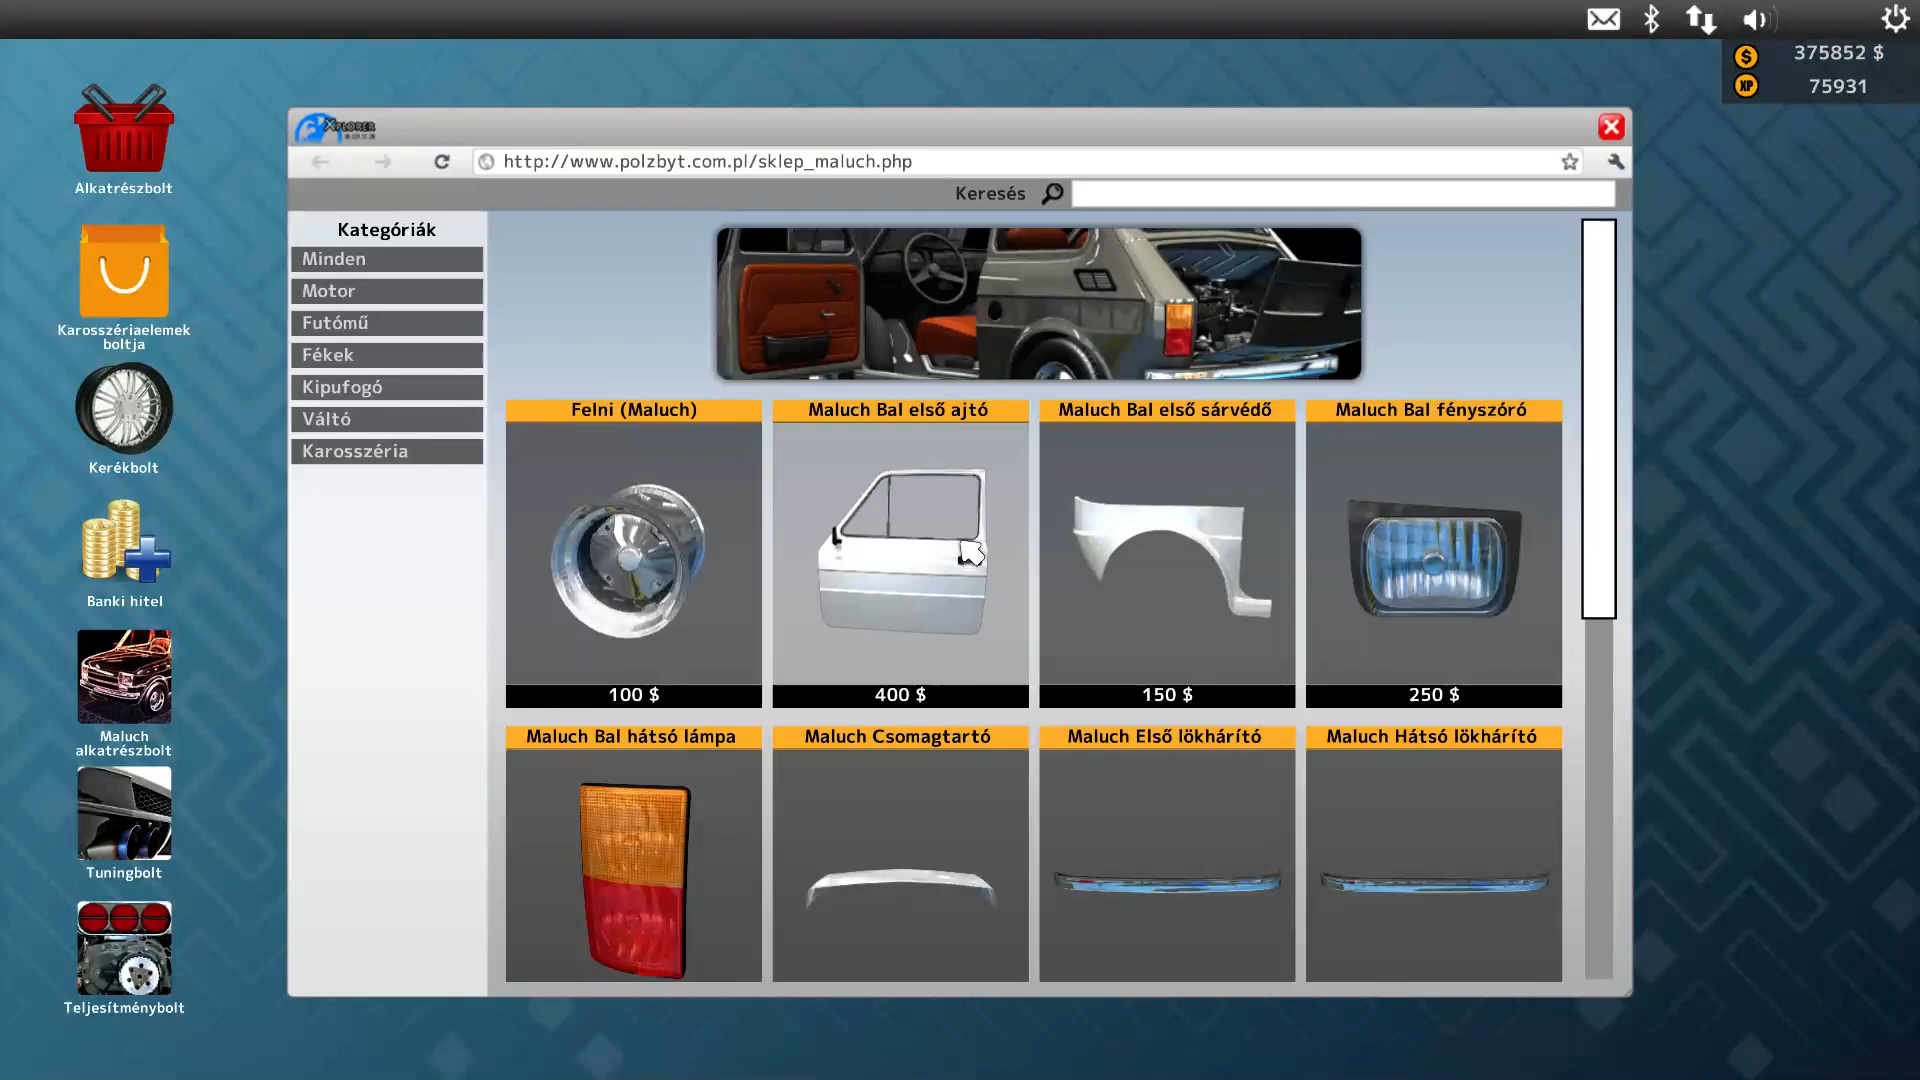 375852 $
XP
75931
Alkatrészbolt
Karosszériaelemek
boltja
Kerékbolt
Banki hitel
Maluch
alkatrészbolt
Tuningbolt
Teljesítménybolt
XPLORER
http://www.polzbyt.com.pl/sklep_maluch.php
Keresés
Kategóriák
Minden
Motor
Futómű
Fékek
Kipufogó
Váltó
Karosszéria
Felni (Maluch)
100 $
Maluch Bal első ajtó
400 $
Maluch Bal első sárvédő
150 $
Maluch Bal fényszóró
250 $
Maluch Bal hátsó lámpa
Maluch Csomagtartó
Maluch Első lökhárító
Maluch Hátsó lökhárító